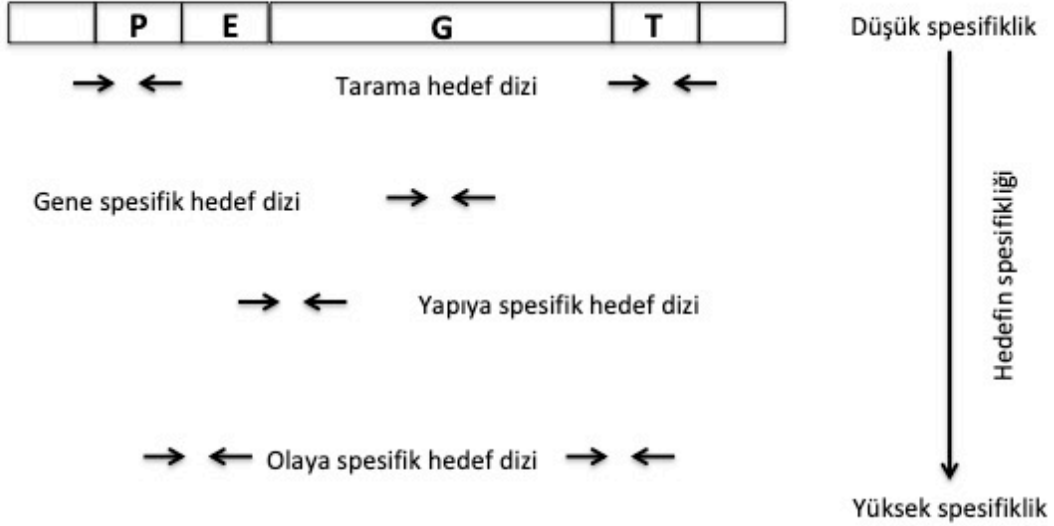 P E G T
Düşük spesifiklik
Tarama hedef dizi
Gene spesifik hedef dizi
Yapıya spesifik hedef dizi
Hedefin spesifikliği
Olaya spesifik hedef dizi
Yüksek spesifiklik